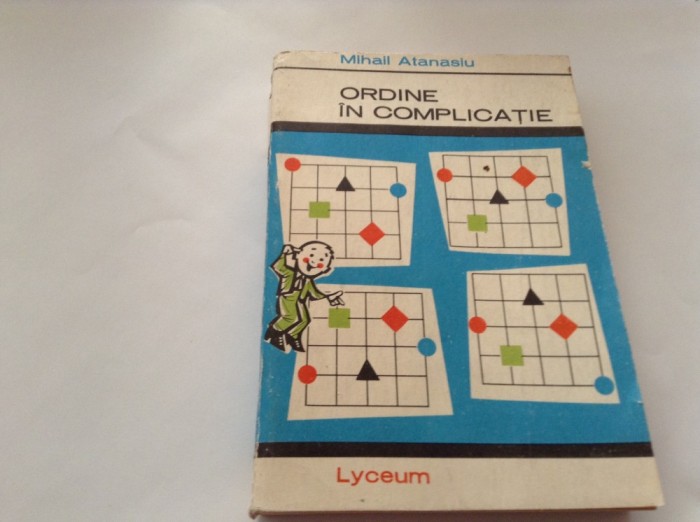 Mihail Atanasiu
ORDINE
ÎN COMPLICAȚIE
Lyceum